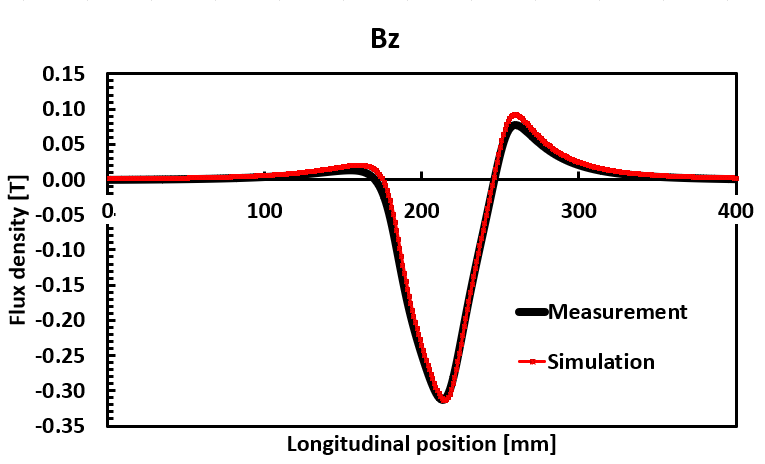 Bz
0.15
0.10
0.05
0.00
-0.05
-0.10
-0.15
-0.20
-0.25
-0.30
-0.35
0 100 200 300 400
Flux density [T]
Measurement
Simulation
Longitudinal position [mm]